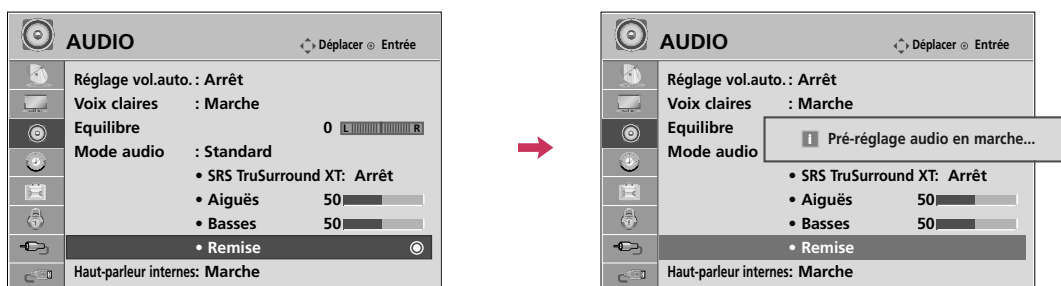 AUDIO
Déplacer Entrée
Réglage vol.auto. : Arrêt
Voix claires : Marche
Equilibre 0 L R
Mode audio : Standard
• SRS TruSurround XT: Arrêt
• Aiguës 50
• Basses 50
• Remise
Haut-parleur internes: Marche
AUDIO
Déplacer Entrée
Réglage vol.auto. : Arrêt
Voix claires : Marche
Equilibre
Mode audio
i Pré-réglage audio en marche...
• SRS TruSurround XT: Arrêt
• Aiguës 50
• Basses 50
• Remise
Haut-parleur internes: Marche